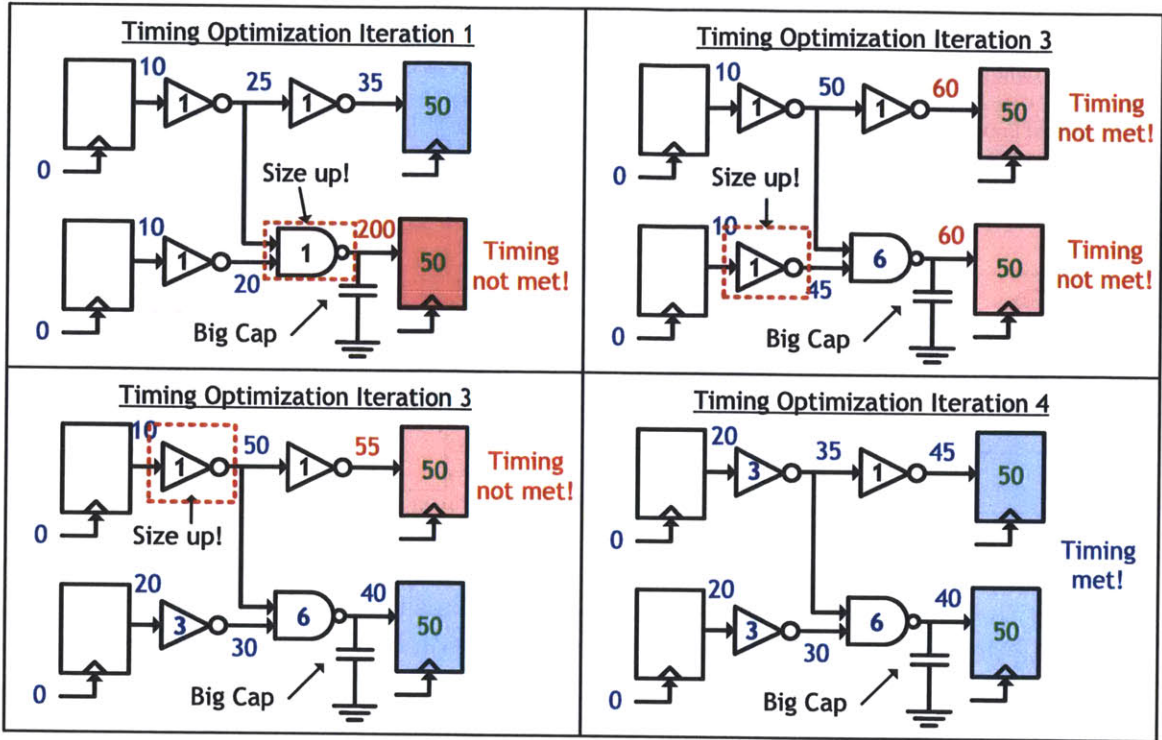 Timing Optimization Iteration 1
10
25
35
1
1
50
0
Size up!
10
200
1
1
50
Timing
not met!
20
0
Big Cap
Timing Optimization Iteration 3
10
50
60
1
1
50
Timing
not met!
0
Size up!
10
60
1
6
50
Timing
not met!
45
0
Big Cap
Timing Optimization Iteration 3
10
50
55
1
1
50
Timing
not met!
0
Size up!
20
40
3
6
50
30
0
Big Cap
Timing Optimization Iteration 4
20
35
45
3
1
50
0
Timing
met!
20
40
3
6
50
30
0
Big Cap